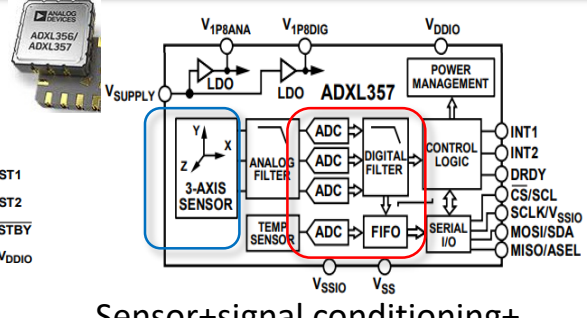 ANALOG
DEVICES
ADXL356/
ADXL357
V1P8ANA
V1P8DIG
VDDIO
VSUPPLY
LDO
LDO
ADXL357
POWER
MANAGEMENT
Y
X
Z
3-AXIS
SENSOR
ANALOG
FILTER
ADC
ADC
ADC
DIGITAL
FILTER
CONTROL
LOGIC
TEMP
SENSOR
ADC
FIFO
SERIAL
I/O
INT1
INT2
DRDY
CS/SCL
SCLK/VSSIO
MOSI/SDA
MISO/ASEL
ST1
ST2
STBY
VDDIO
VSSIO
VSS
Sensor+signal conditioning+